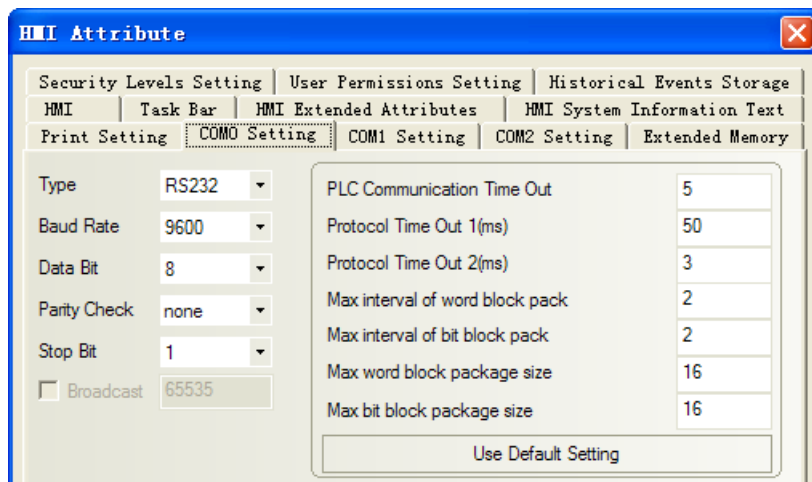 HMI Attribute
Security Levels Setting User Permissions Setting Historical Events Storage
HMI Task Bar HMI Extended Attributes HMI System Information Text
Print Setting COM0 Setting COM1 Setting COM2 Setting Extended Memory
Type RS232 PLC Communication Time Out 5
Baud Rate 9600 Protocol Time Out 1(ms) 50
Data Bit 8 Protocol Time Out 2(ms) 3
Parity Check none Max interval of word block pack 2
Stop Bit 1 Max interval of bit block pack 2
Broadcast 65535 Max word block package size 16
Max bit block package size 16
Use Default Setting